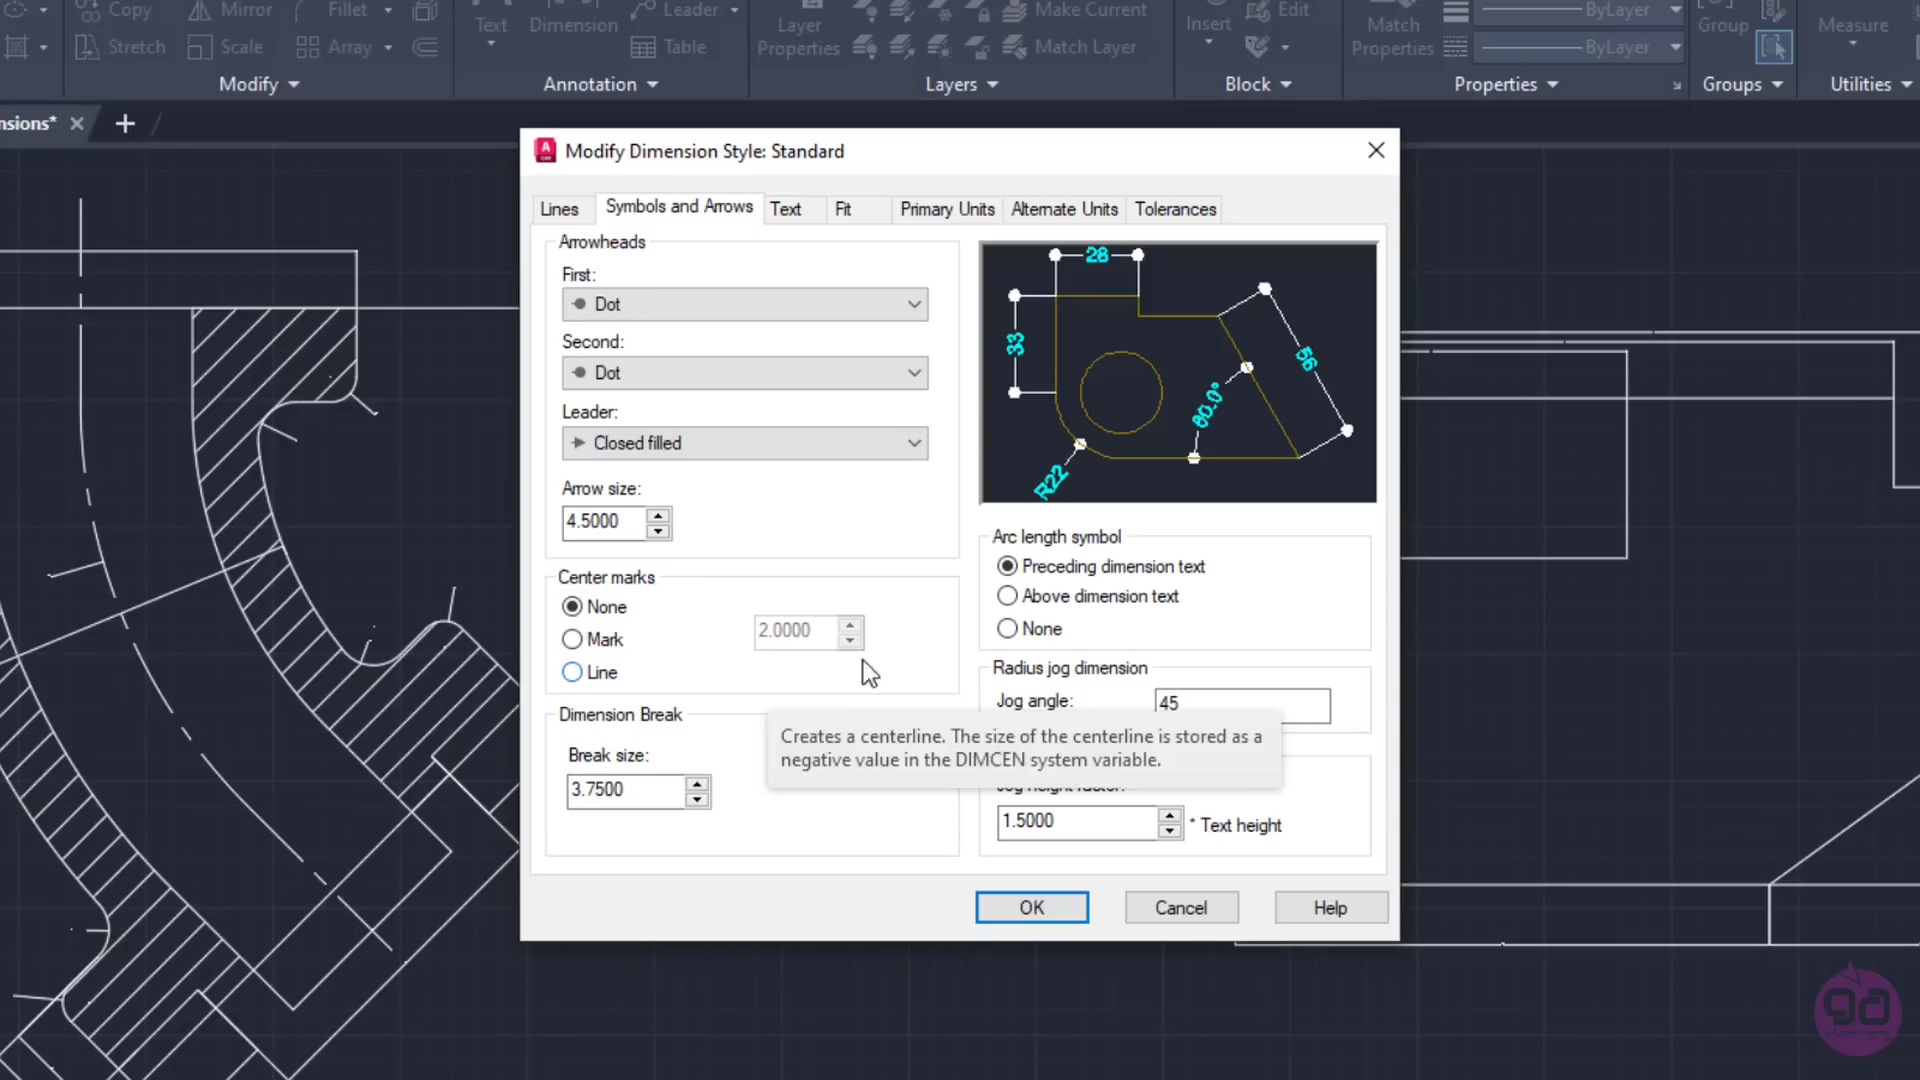 Copy Mirror Fillet
Text Dimension Leader
Layer Properties
Make Current
Insert Edit
Match Properties
ByLayer
Group
Measure
Stretch Scale Array
Table
Match Layer
ByLayer
Modify Annotation Layers Block Properties Groups Utilities
nsions*
Modify Dimension Style: Standard
Lines Symbols and Arrows Text Fit Primary Units Alternate Units Tolerances
Arrowheads
First:
Dot
Second:
Dot
Leader:
Closed filled
Arrow size:
4.5000
Center marks
None
Mark
2.0000
Line
Dimension Break
Break size:
3.7500
28
33
56
60.0°
R22
Arc length symbol
Preceding dimension text
Above dimension text
None
Radius jog dimension
Jog angle: 45
Creates a centerline. The size of the centerline is stored as a
negative value in the DIMCEN system variable.
Jog height factor:
1.5000 * Text height
OK Cancel Help